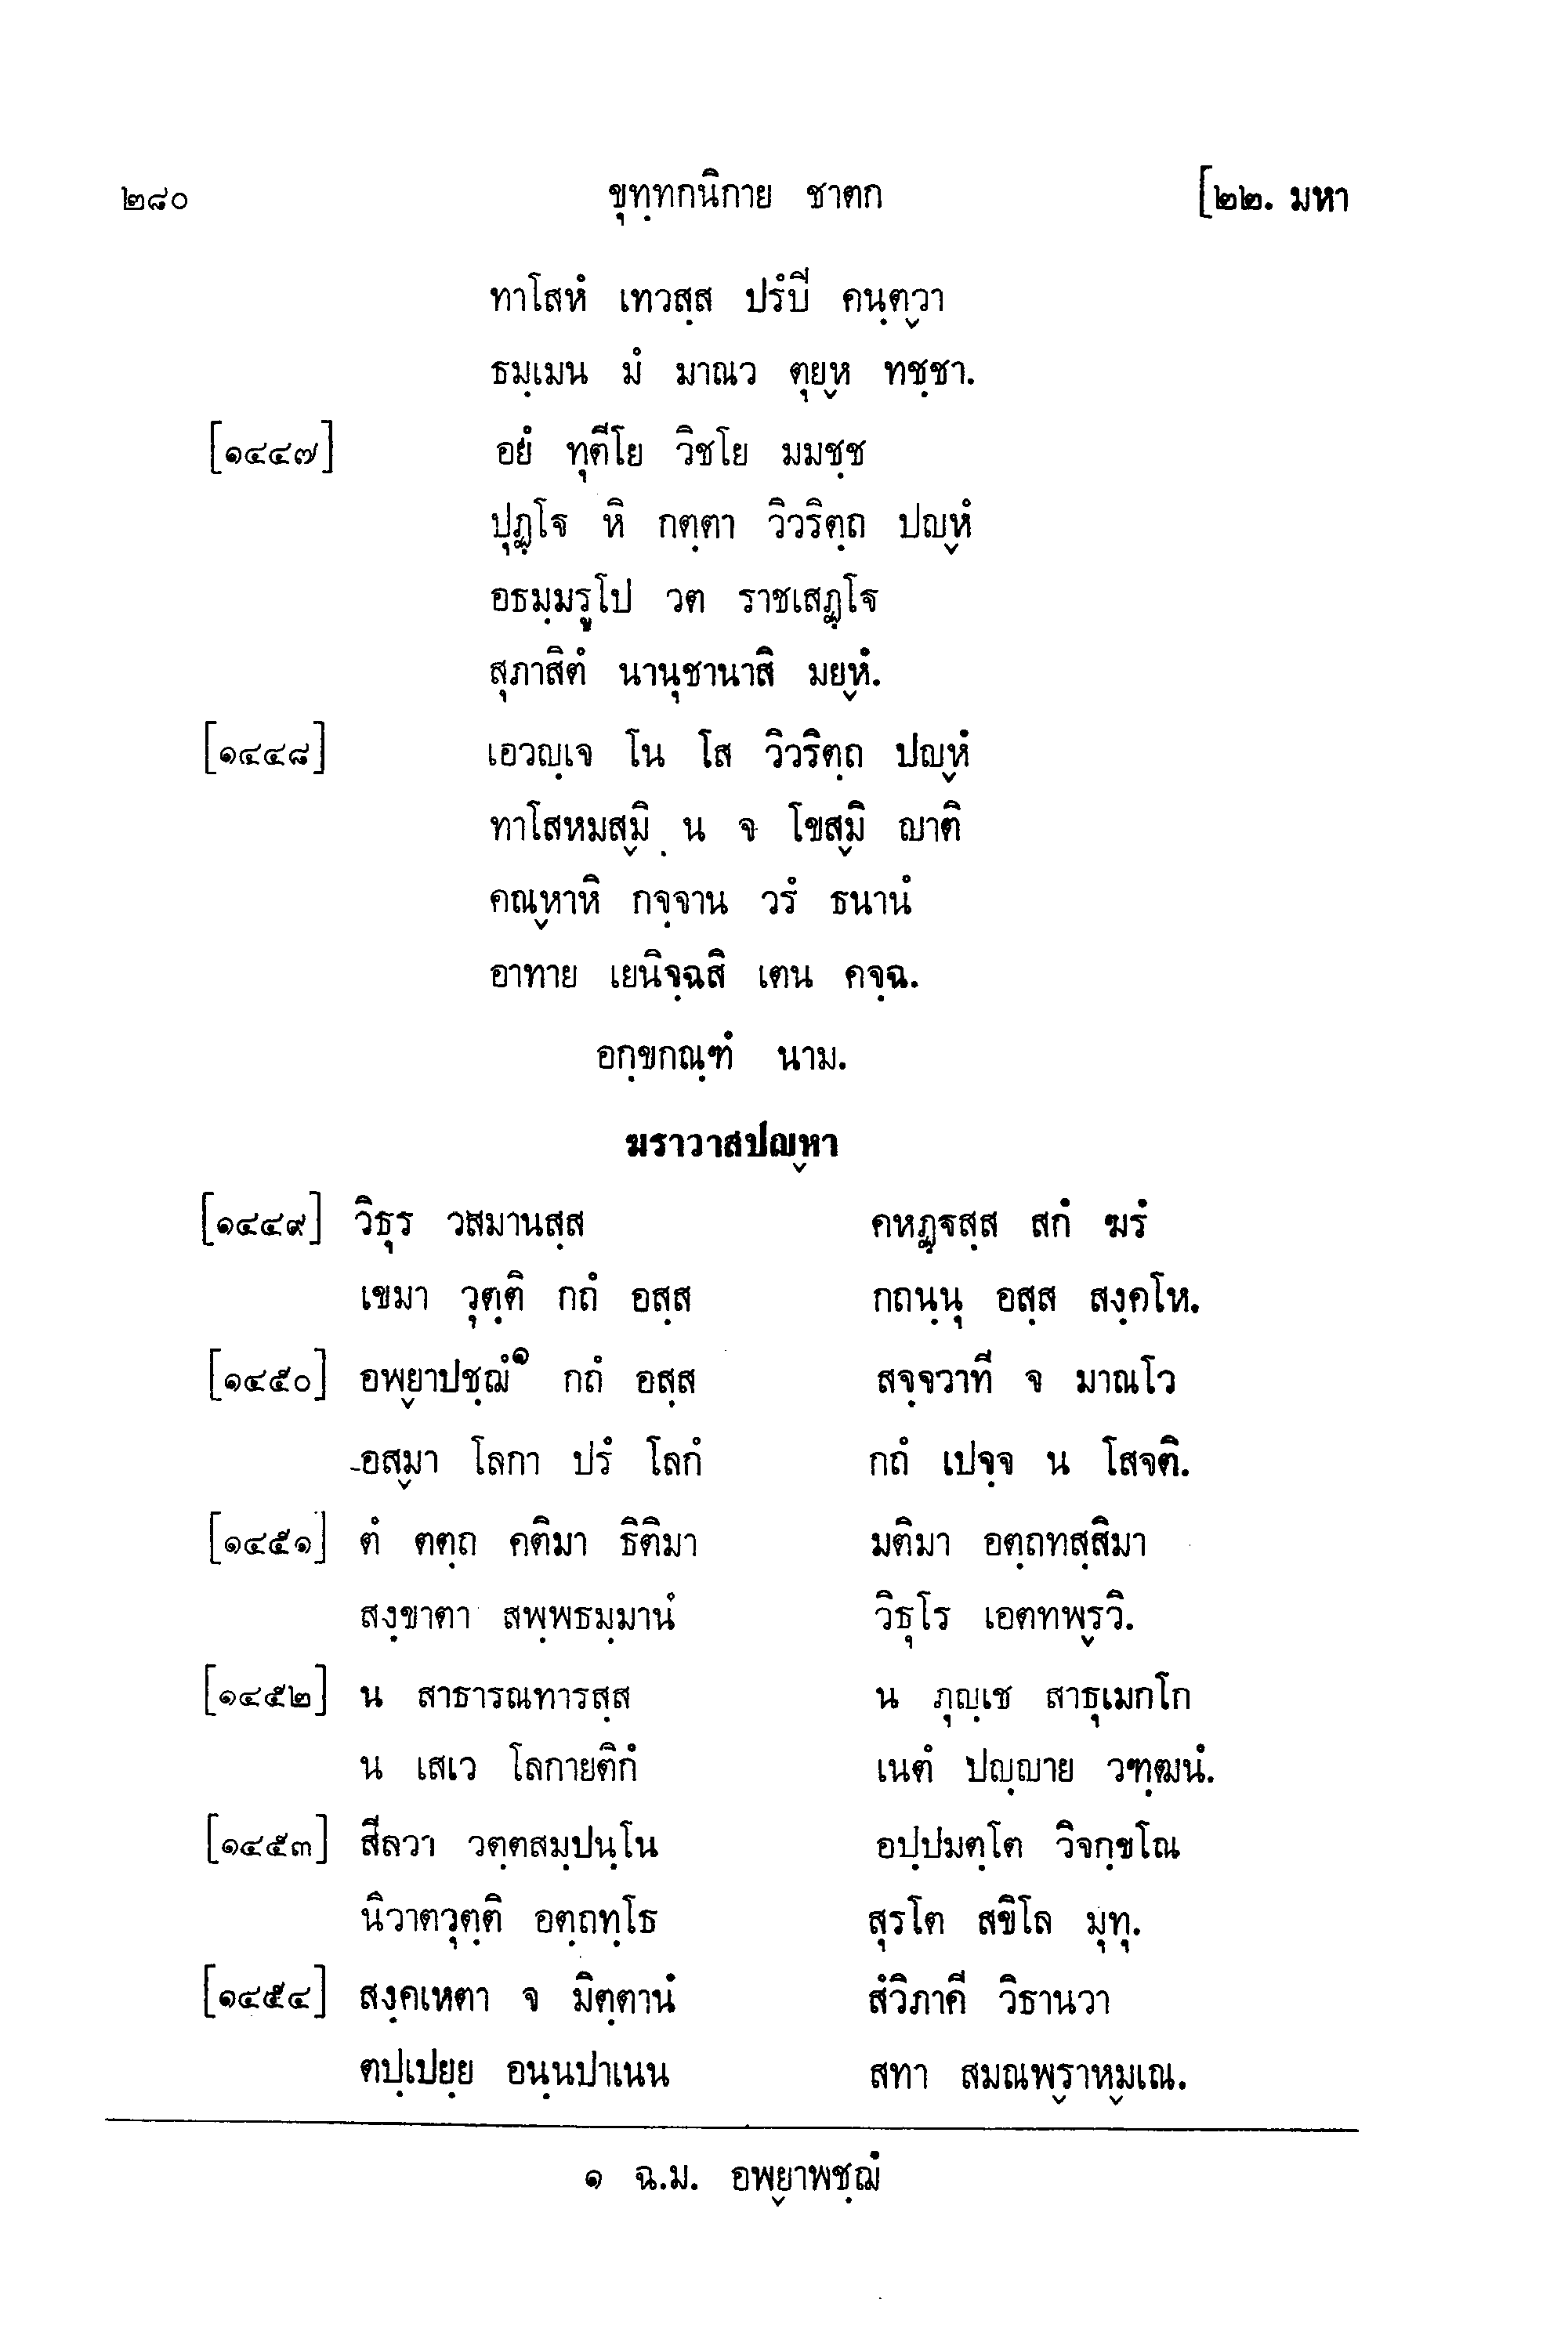 ๒๘๐ ขุทฺทกนิกาย ชาตก [๒๒. มหา
ทาโสหํ เทวสฺส ปรํปิ คนฺตฺวา
ธมฺเมน มํ มาณว ตุยฺห ทชฺชา.
[๑๔๔๗] อยํ ทุตีโย วิชโย มมชฺช
ปุฏฺโฐ หิ กตฺตา วิวริตฺถ ปญฺหํ
อธมฺมรูโป วต ราชเสฏฺโฐ
สุภาสิตํ นานุชานาสิ มยฺหํ.
[๑๔๔๘] เอวญฺเจ โน โส วิวริตฺถ ปญฺหํ
ทาโสหมสฺมิ น จ โขสฺมิ ญาติ
คณฺหาหิ กจฺจาน วรํ ธนานํ
อาทาย เยนิจฺฉสิ เตน คจฺฉ.
อกฺขกณฺฑํ นาม.
ฆราวาสปญฺหา
[๑๔๔๙] วิธุร วสมานสฺส คหฏฺฐสฺส สกํ ฆรํ
เขมา วุตฺติ กถํ อสฺส กถนฺนุ อสฺส สงฺคโห.
[๑๔๕๐] อพฺยาปชฺฌํ๑ กถํ อสฺส สจฺจวาที จ มาณโว
อสฺมา โลกา ปรํ โลกํ กถํ เปจฺจ น โสจติ.
[๑๔๕๑] ตํ ตตฺถ คติมา ธิติมา มติมา อตฺถทสฺสิมา
สงฺขาตา สพฺพธมฺมานํ วิธุโร เอตทพฺรวิ.
[๑๔๕๒] น สาธารณทารสฺส น ภุญฺเช สาธุเมกโก
น เสเว โลกายติกํ เนตํ ปญฺญาย วฑฺฒนํ.
[๑๔๕๓] สีลวา วตฺตสมฺปนฺโน อปฺปมตฺโต วิจกฺขโณ
นิวาตวุตฺติ อตฺถทฺโธ สุรโต สขิโล มุทุ.
[๑๔๕๔] สงฺคเหตา จ มิตฺตานํ สํวิภาคี วิธานวา
ตปฺเปยฺย อนฺนปาเนน สทา สมณพฺราหฺมเณ.
๑ ฉ.ม. อพฺยาพชฺฌํ